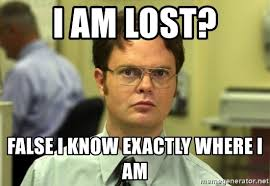 I AM LOST?
FALSE,I KNOW EXACTLY WHERE I
AM
memegenerator.net